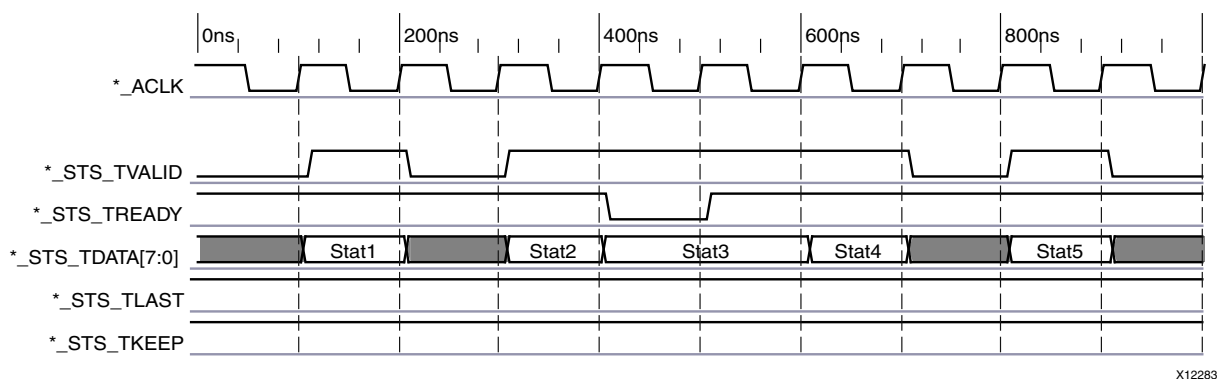 0ns 200ns 400ns 600ns 800ns
*_ACLK
*_STS_TVALID
*_STS_TREADY
*_STS_TDATA[7:0] Stat1 Stat2 Stat3 Stat4 Stat5
*_STS_TLAST
*_STS_TKEEP
X12283